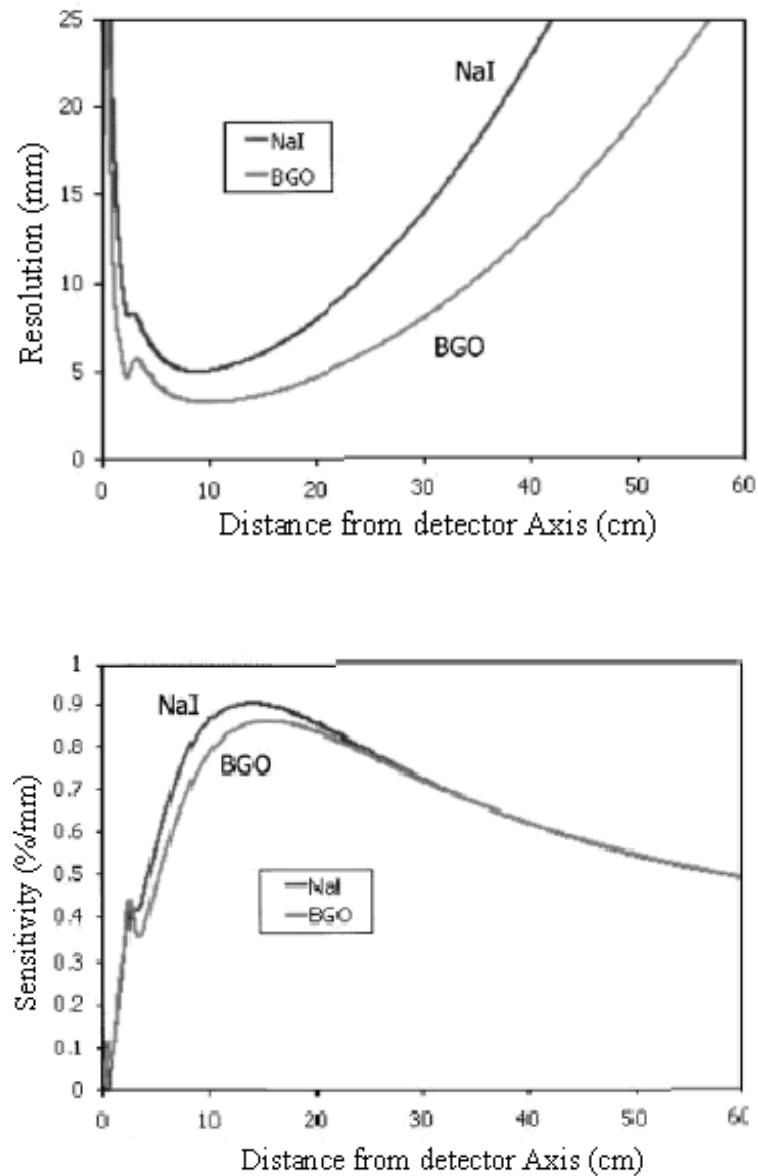 25
20
15
10
5
0
Resolution (mm)
NaI
NaI
BGO
BGO
0 10 20 30 40 50 60
Distance from detector Axis (cm)
1
0.9
0.8
0.7
0.6
0.5
0.4
0.3
0.2
0.1
0
Sensitivity (%/mm)
NaI
BGO
NaI
BGO
0 10 20 30 40 50 60
Distance from detector Axis (cm)